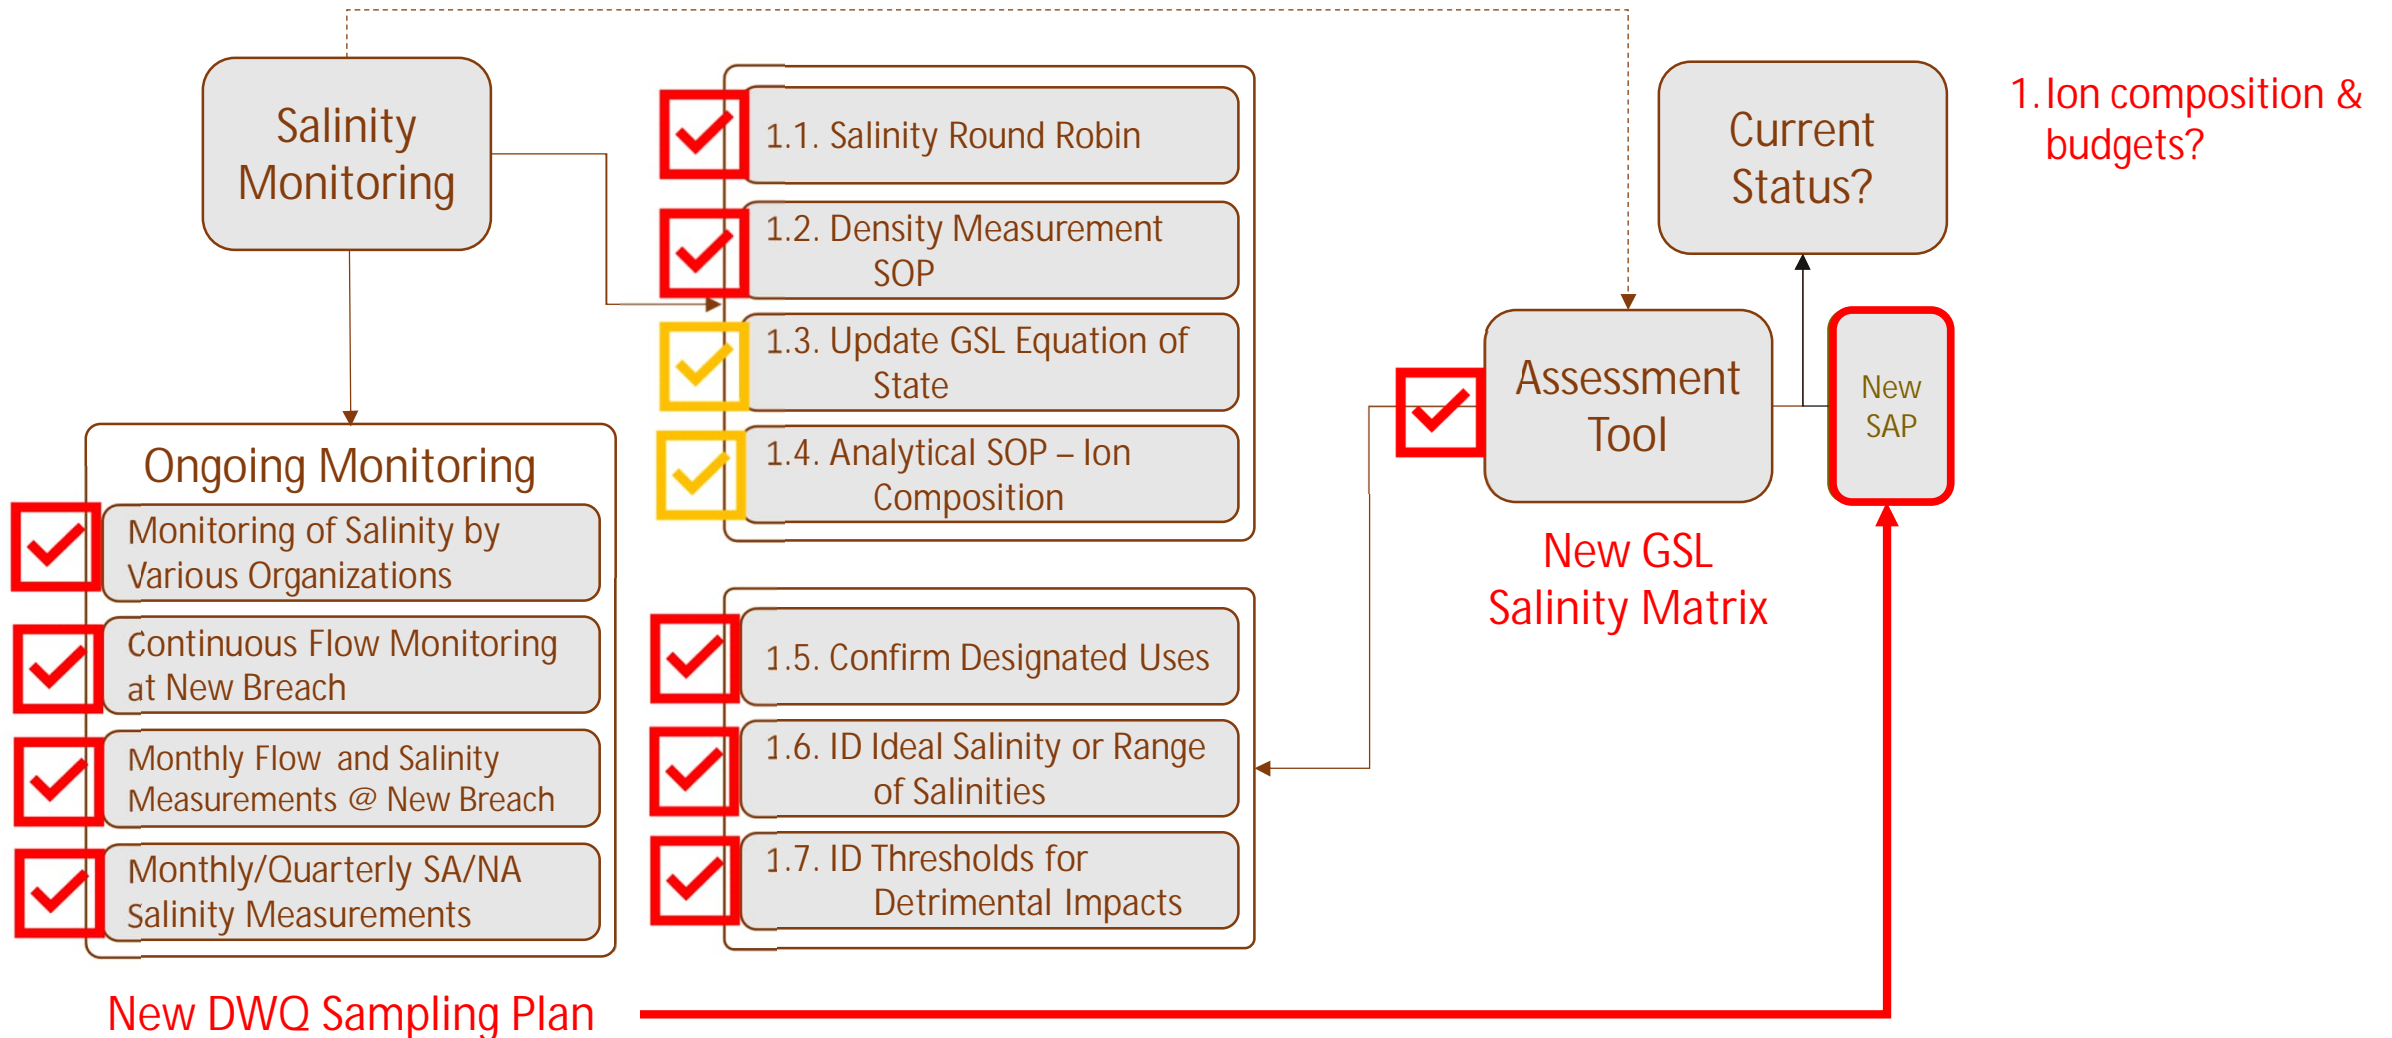 Salinity
Monitoring
Ongoing Monitoring
Monitoring of Salinity by
Various Organizations
Continuous Flow Monitoring
at New Breach
Monthly Flow and Salinity
Measurements @ New Breach
Monthly/Quarterly SA/NA
Salinity Measurements
New DWQ Sampling Plan
1.1. Salinity Round Robin
1.2. Density Measurement
SOP
1.3. Update GSL Equation of
State
1.4. Analytical SOP – Ion
Composition
1.5. Confirm Designated Uses
1.6. ID Ideal Salinity or Range
of Salinities
1.7. ID Thresholds for
Detrimental Impacts
Assessment
Tool
New GSL
Salinity Matrix
Current
Status?
New
SAP
1. Ion composition &
budgets?